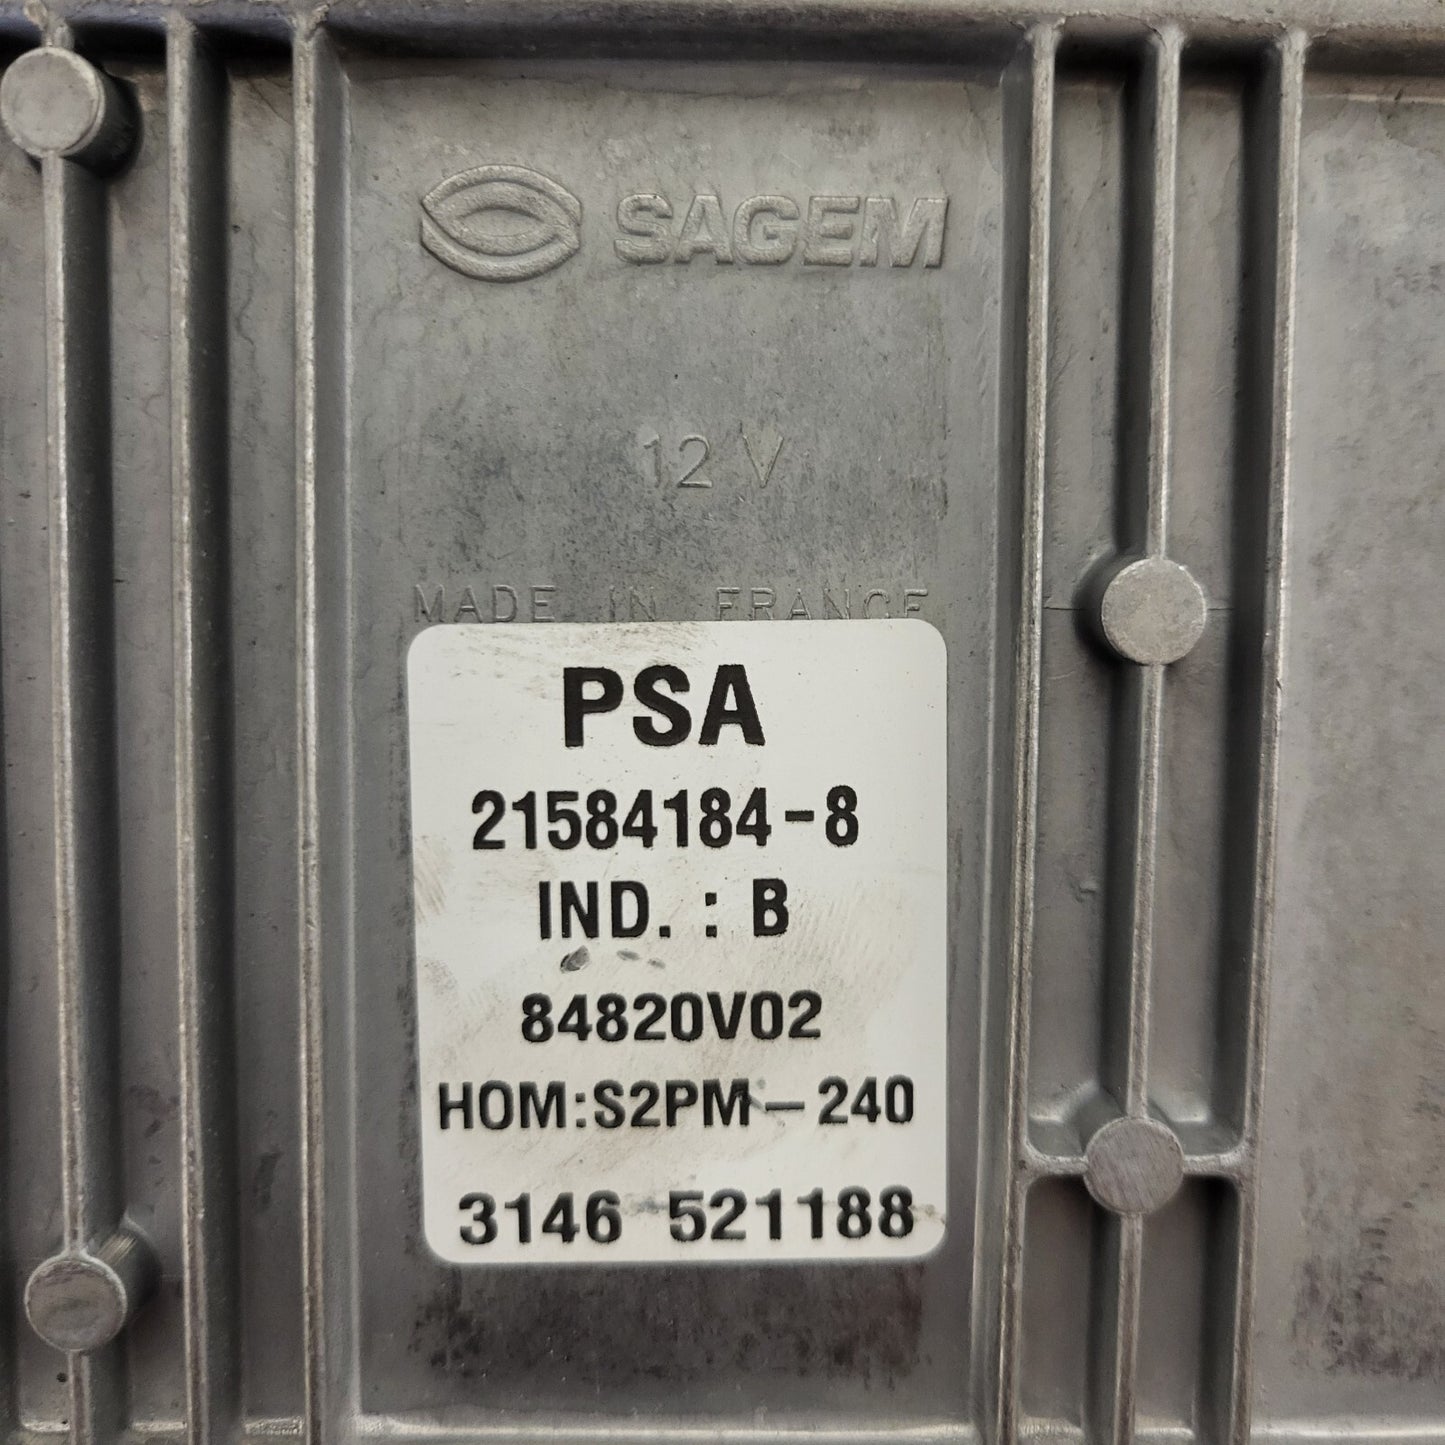 SAGEM
12 V
MADE IN FRANCE
PSA
21584184-8
IND. : B
84820V02
HOM:S2PM-240
3146 521188